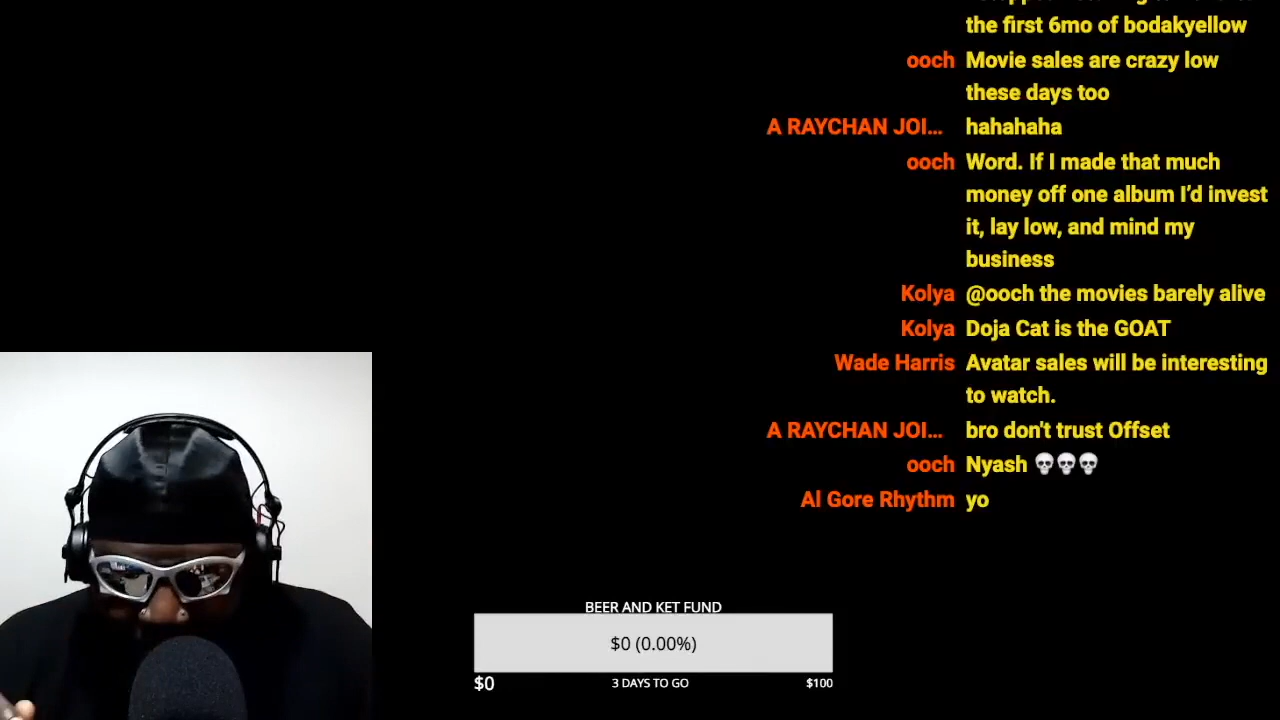 the first 6mo of bodakyellow
ooch Movie sales are crazy low
these days too
A RAYCHAN JOI… hahahaha
ooch Word. If I made that much
money off one album I'd invest
it, lay low, and mind my
business
Kolya @ooch the movies barely alive
Kolya Doja Cat is the GOAT
Wade Harris Avatar sales will be interesting
to watch.
A RAYCHAN JOI… bro don't trust Offset
ooch Nyash 💀💀💀
Al Gore Rhythm yo
BEER AND KET FUND
$0 (0.00%)
$0 3 DAYS TO GO $100